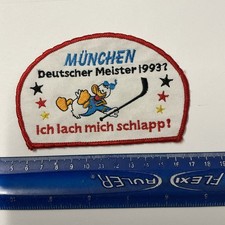 MÜNCHEN
Deutscher Meister 1993?
Ich lach mich schlapp!
FLEXI RULER